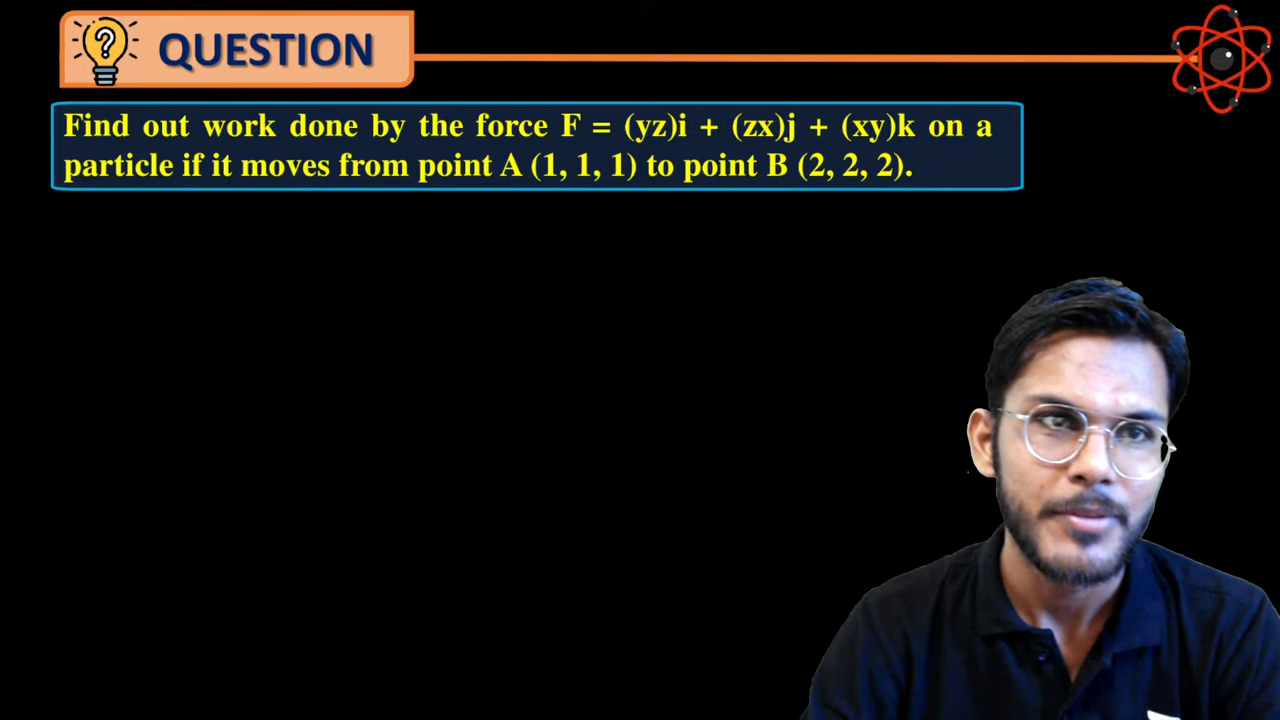 QUESTION
Find out work done by the force F = (yz)i + (zx)j + (xy)k on a
particle if it moves from point A (1, 1, 1) to point B (2, 2, 2).